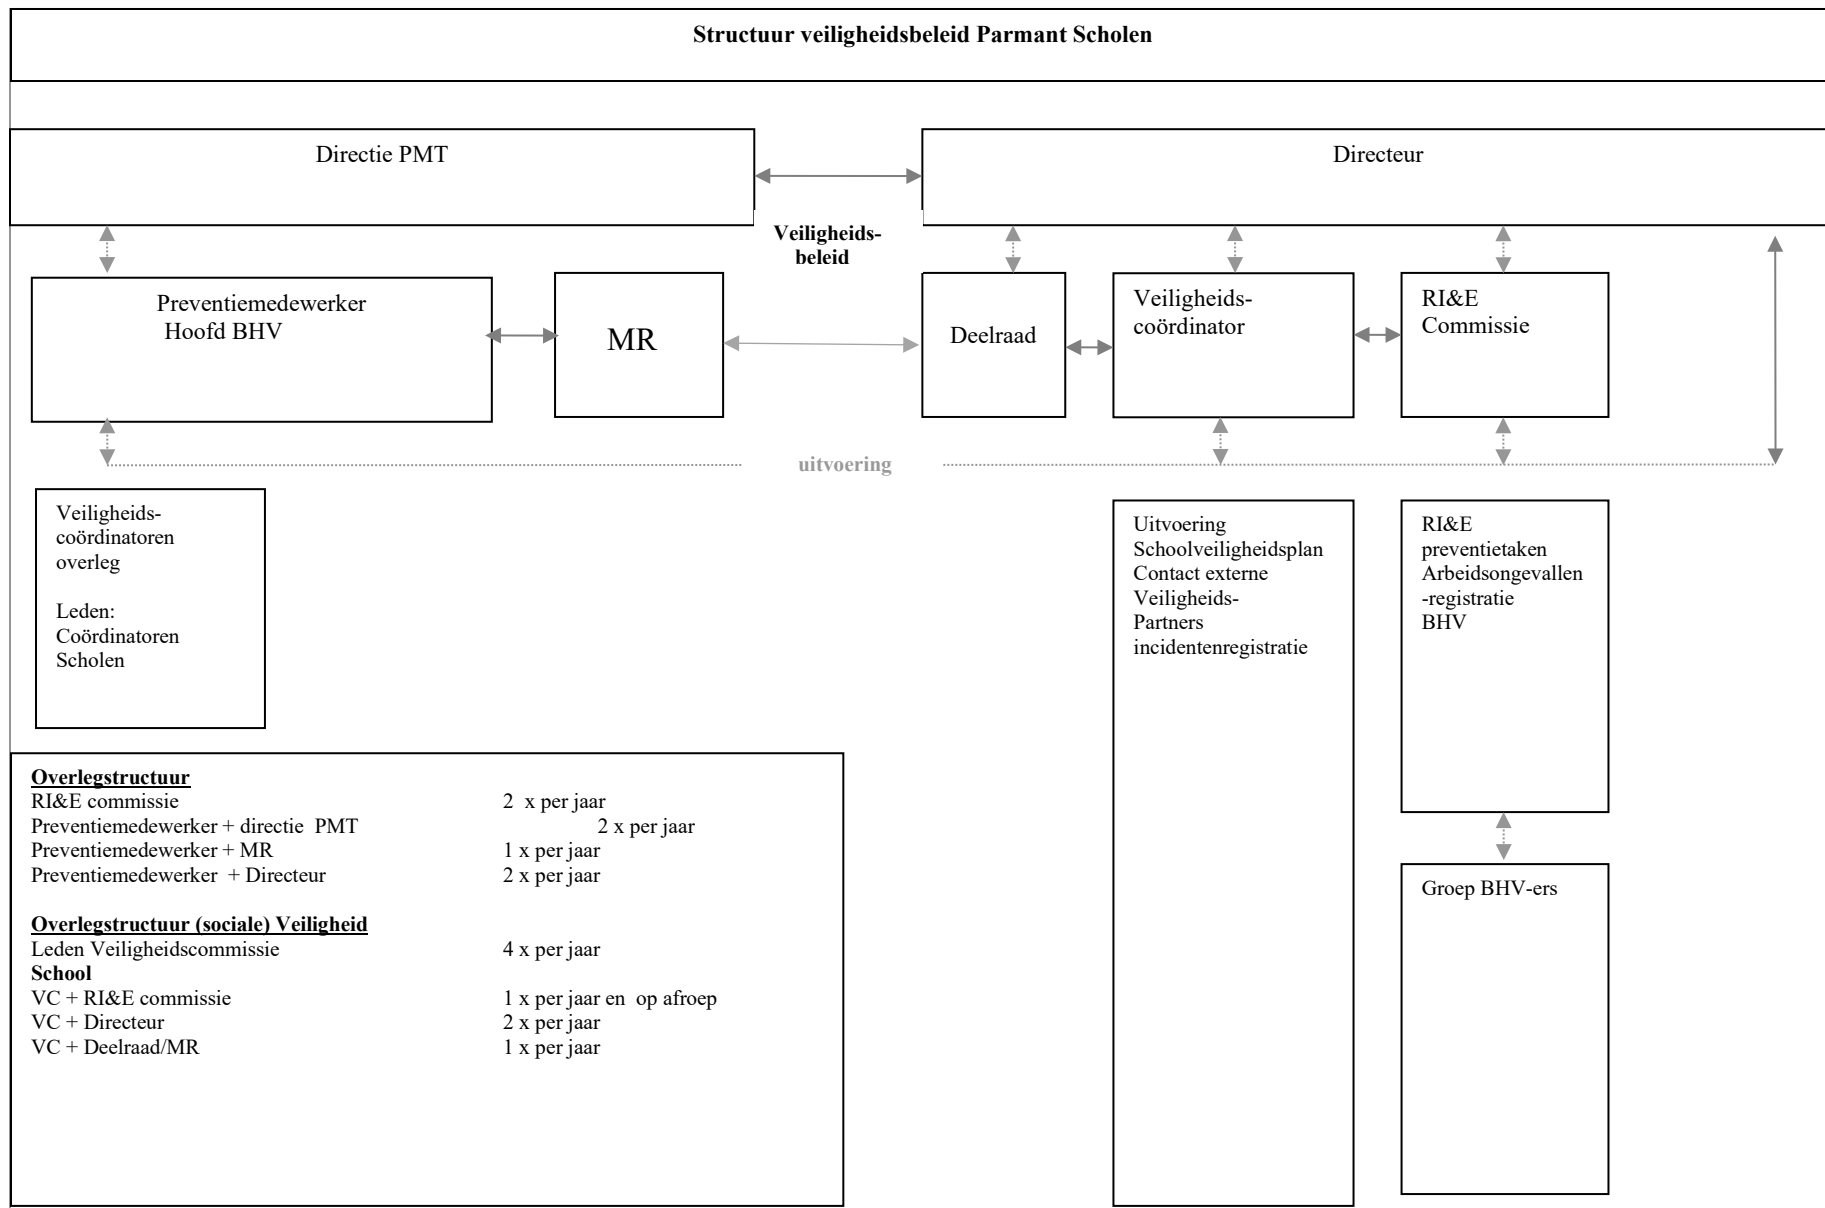 Structuur veiligheidsbeleid Parmant Scholen
Directie PMT
Directeur
Veiligheids-
beleid
Preventiemedewerker
Hoofd BHV
MR
Deelraad
Veiligheids-
coördinator
RI&E
Commissie
uitvoering
Veiligheids-
coördinatoren
overleg
Leden:
Coördinatoren
Scholen
Uitvoering
Schoolveiligheidsplan
Contact externe
Veiligheids-
Partners
incidentenregistratie
RI&E
preventietaken
Arbeidsongevallen
-registratie
BHV
Groep BHV-ers
Overlegstructuur
RI&E commissie 2 x per jaar
Preventiemedewerker + directie PMT 2 x per jaar
Preventiemedewerker + MR 1 x per jaar
Preventiemedewerker + Directeur 2 x per jaar
Overlegstructuur (sociale) Veiligheid
Leden Veiligheidscommissie 4 x per jaar
School
VC + RI&E commissie 1 x per jaar en op afroep
VC + Directeur 2 x per jaar
VC + Deelraad/MR 1 x per jaar